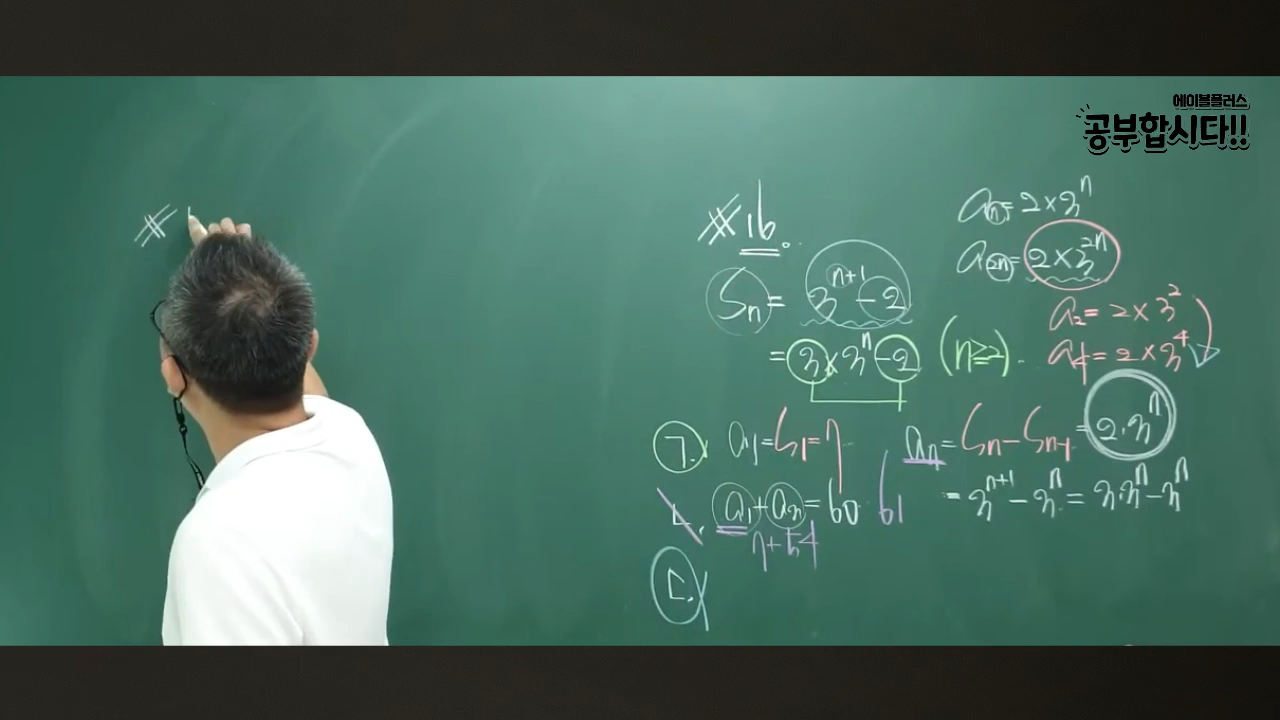 에이블플러스
공부합시다!!
#
#16.
Sₙ = 3ⁿ⁺¹ - 2
= 3 × 3ⁿ - 2 (n≥2).
ㄱ. a₁ = S₁ = 7
ㄴ. a₁ + a₃ = 60 61
7 + 54
ㄷ.
aₙ = 2 × 3ⁿ
a₂ₙ = 2 × 3²ⁿ
a₂ = 2 × 3²
a₄ = 2 × 3⁴
aₙ = Sₙ - Sₙ₋₁ = 2·3ⁿ
= 3ⁿ⁺¹ - 3ⁿ = 3·3ⁿ - 3ⁿ